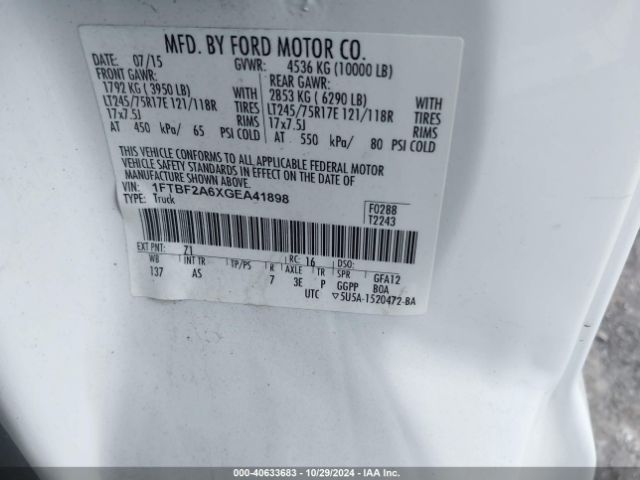 MFD. BY FORD MOTOR CO.
DATE: 07/15 GVWR: 4536 KG (10000 LB)
FRONT GAWR: REAR GAWR:
1792 KG (3950 LB) WITH 2853 KG (6290 LB) WITH
LT245/75R17E 121/118R TIRES LT245/75R17E 121/118R TIRES
17x7.5J RIMS 17x7.5J RIMS
AT 450 kPa/ 65 PSI COLD AT 550 kPa/ 80 PSI COLD
THIS VEHICLE CONFORMS TO ALL APPLICABLE FEDERAL MOTOR
VEHICLE SAFETY STANDARDS IN EFFECT ON THE DATE OF
MANUFACTURE SHOWN ABOVE.
VIN: 1FTBF2A6XGEA41898
TYPE: Truck
F0288
T2243
EXT PNT: Z1 RC: 16
WB INT TR TP/PS R AXLE TR SPR GFA12
137 AS 7 3E P GGPP BOA
UTC ▽5U5A-1520472-BA
000-40633683 | 10/29/2024 | IAA Inc.